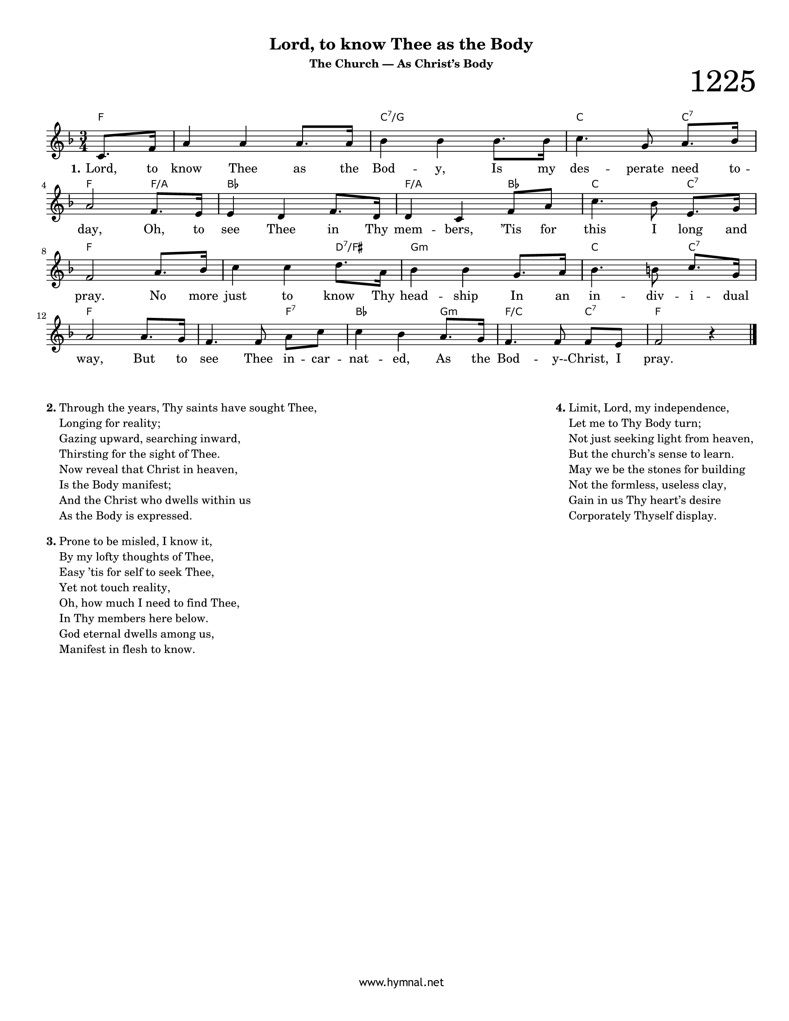 Lord, to know Thee as the Body
The Church — As Christ's Body
1225
F C7/G C C7
1. Lord, to know Thee as the Bod - y, Is my des - perate need to -
4 F F/A B♭ F/A B♭ C C7
day, Oh, to see Thee in Thy mem - bers, 'Tis for this I long and
8 F D7/F♯ Gm C C7
pray. No more just to know Thy head - ship In an in - div - i - dual
12 F F7 B♭ Gm F/C C7 F
way, But to see Thee in - car - nat - ed, As the Bod - y--Christ, I pray.
2. Through the years, Thy saints have sought Thee,
Longing for reality;
Gazing upward, searching inward,
Thirsting for the sight of Thee.
Now reveal that Christ in heaven,
Is the Body manifest;
And the Christ who dwells within us
As the Body is expressed.
3. Prone to be misled, I know it,
By my lofty thoughts of Thee,
Easy 'tis for self to seek Thee,
Yet not touch reality,
Oh, how much I need to find Thee,
In Thy members here below.
God eternal dwells among us,
Manifest in flesh to know.
4. Limit, Lord, my independence,
Let me to Thy Body turn;
Not just seeking light from heaven,
But the church's sense to learn.
May we be the stones for building
Not the formless, useless clay,
Gain in us Thy heart's desire
Corporately Thyself display.
www.hymnal.net